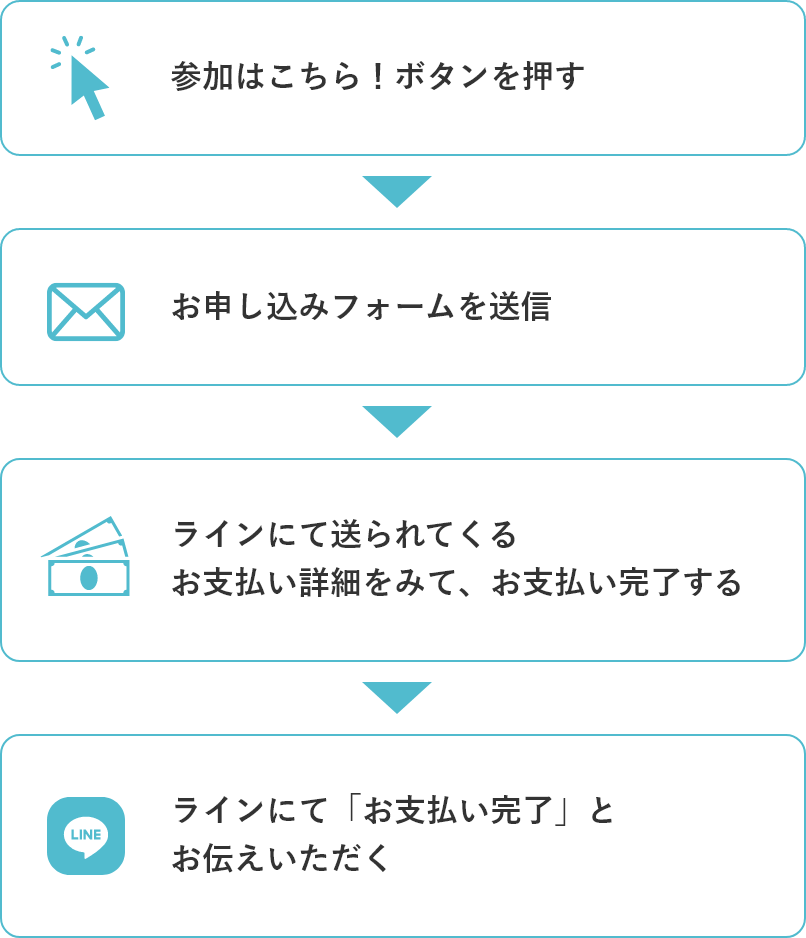 参加はこちら！ボタンを押す
お申し込みフォームを送信
ラインにて送られてくる
お支払い詳細をみて、お支払い完了する
ラインにて「お支払い完了」と
お伝えいただく
LINE